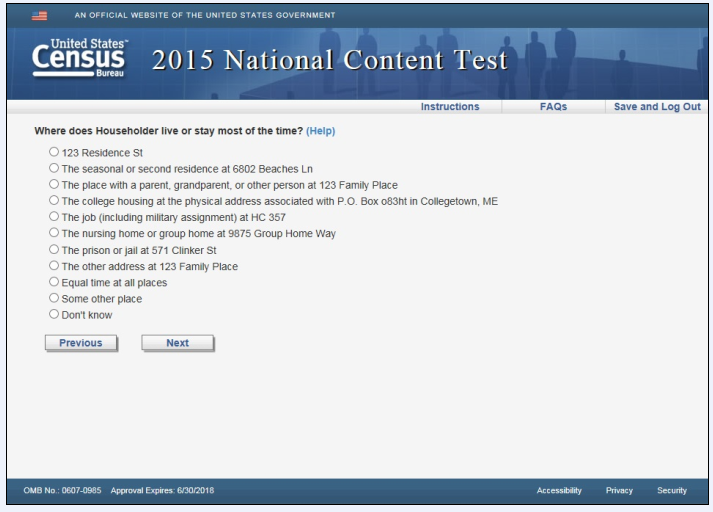 AN OFFICIAL WEBSITE OF THE UNITED STATES GOVERNMENT
United States™
Census
Bureau
2015 National Content Test
Instructions FAQs Save and Log Out
Where does Householder live or stay most of the time? (Help)
123 Residence St
The seasonal or second residence at 6802 Beaches Ln
The place with a parent, grandparent, or other person at 123 Family Place
The college housing at the physical address associated with P.O. Box o83ht in Collegetown, ME
The job (including military assignment) at HC 357
The nursing home or group home at 9875 Group Home Way
The prison or jail at 571 Clinker St
The other address at 123 Family Place
Equal time at all places
Some other place
Don't know
Previous Next
OMB No.: 0607-0985 Approval Expires: 6/30/2018 Accessibility Privacy Security